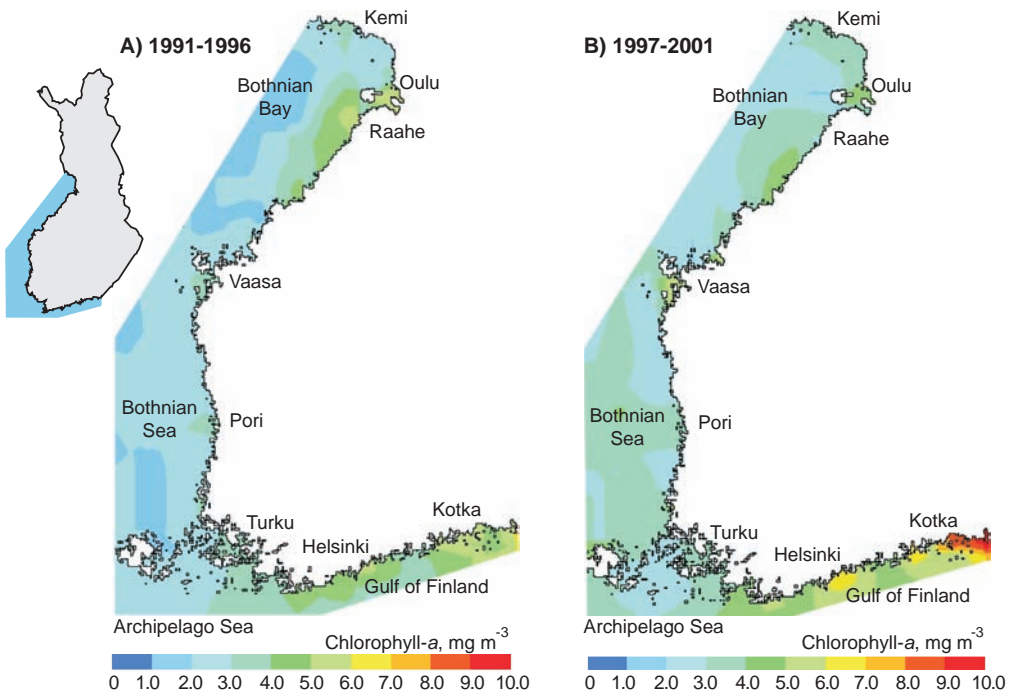 A) 1991-1996
Kemi
Bothnian
Bay
Oulu
Raahe
Vaasa
Bothnian
Sea
Pori
Turku
Helsinki
Kotka
Gulf of Finland
Archipelago Sea
Chlorophyll-a, mg m-3
0 1.0 2.0 3.0 4.0 5.0 6.0 7.0 8.0 9.0 10.0
B) 1997-2001
Kemi
Bothnian
Bay
Oulu
Raahe
Vaasa
Bothnian
Sea
Pori
Turku
Helsinki
Kotka
Gulf of Finland
Archipelago Sea
Chlorophyll-a, mg m-3
0 1.0 2.0 3.0 4.0 5.0 6.0 7.0 8.0 9.0 10.0